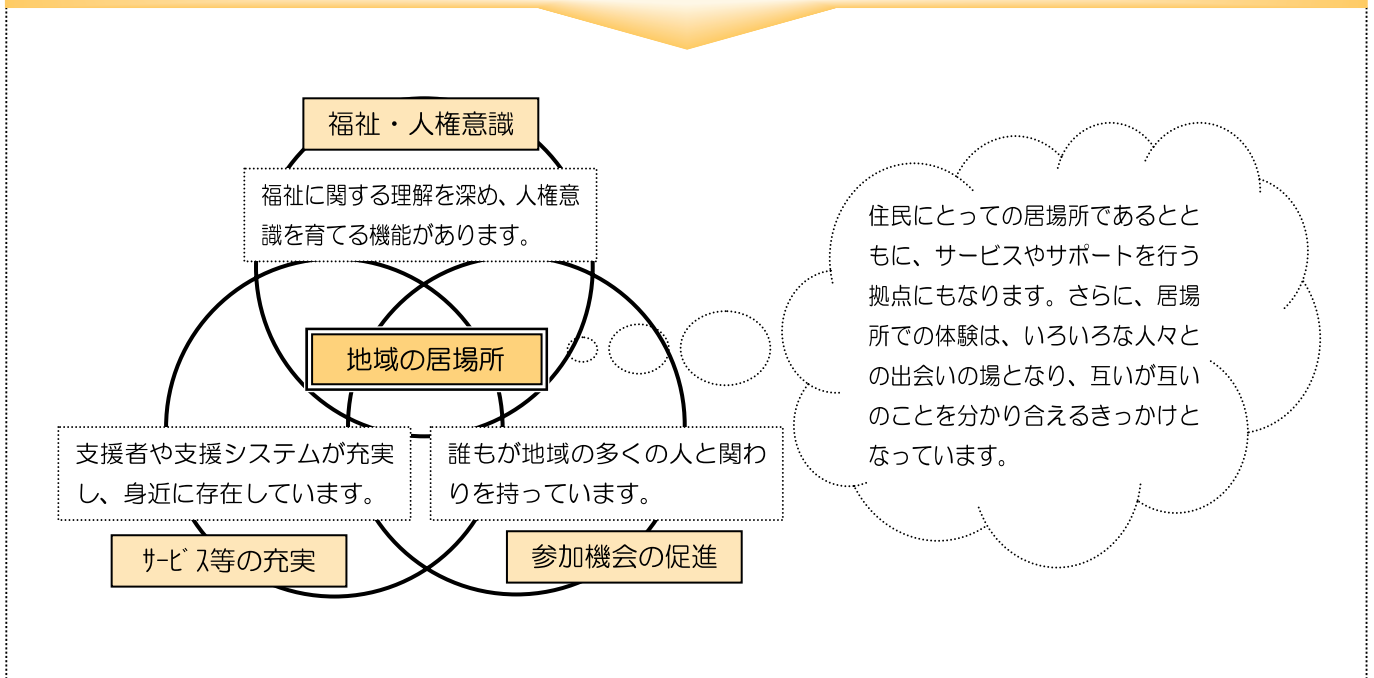 福祉・人権意識
福祉に関する理解を深め、人権意
識を育てる機能があります。
地域の居場所
支援者や支援システムが充実
し、身近に存在しています。
ｻｰﾋﾞｽ等の充実
誰もが地域の多くの人と関わ
りを持っています。
参加機会の促進
住民にとっての居場所であるとと
もに、サービスやサポートを行う
拠点にもなります。さらに、居場
所での体験は、いろいろな人々と
の出会いの場となり、互いが互い
のことを分かり合えるきっかけと
なっています。